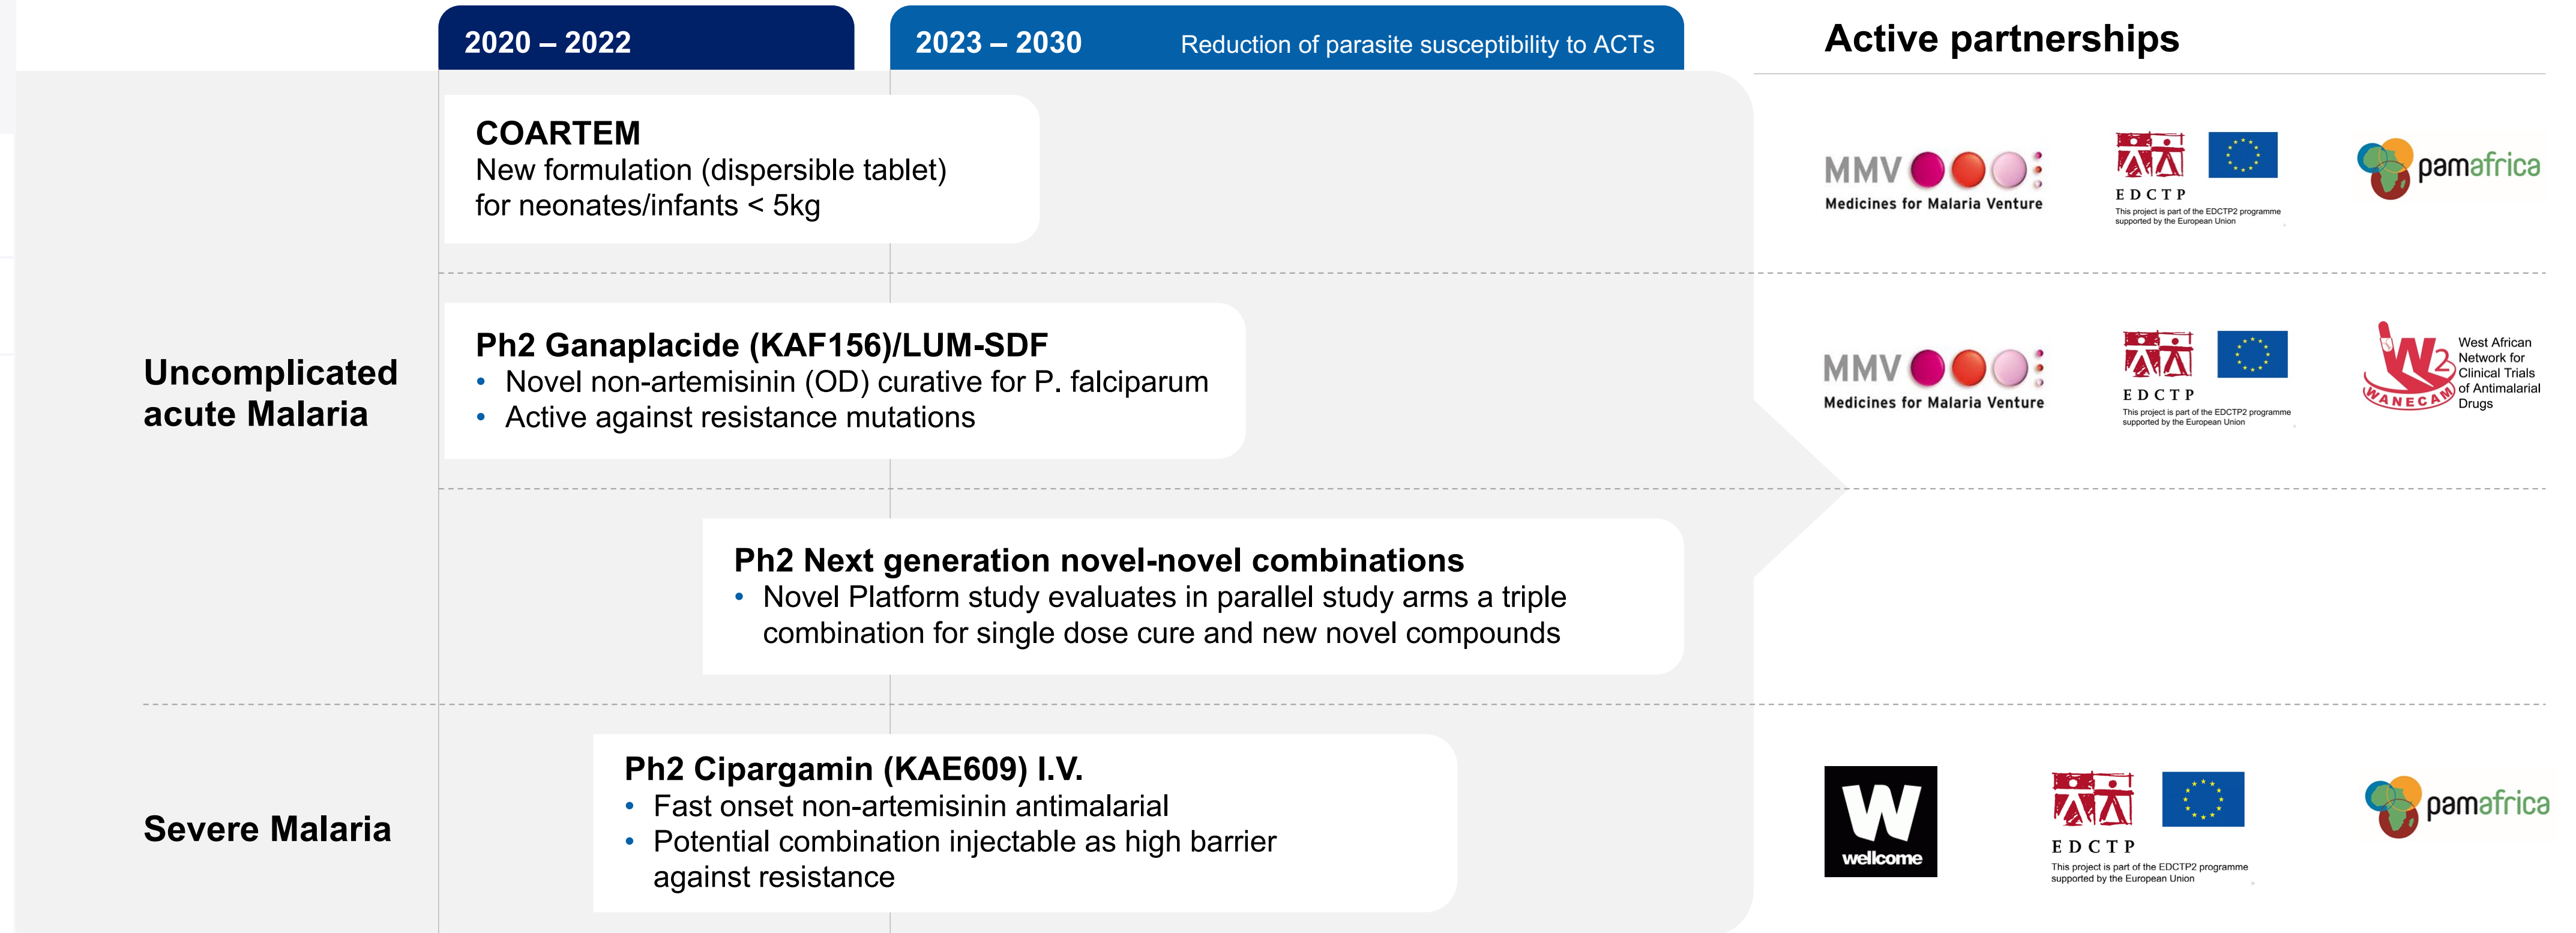 2020 – 2022
2023 – 2030
Reduction of parasite susceptibility to ACTs
Active partnerships
Uncomplicated
acute Malaria
COARTEM
New formulation (dispersible tablet)
for neonates/infants < 5kg
MMV
Medicines for Malaria Venture
EDCTP
This project is part of the EDCTP2 programme
supported by the European Union
pamafrica
Ph2 Ganaplacide (KAF156)/LUM-SDF
• Novel non-artemisinin (OD) curative for P. falciparum
• Active against resistance mutations
MMV
Medicines for Malaria Venture
EDCTP
This project is part of the EDCTP2 programme
supported by the European Union
W2
WANECAM
West African
Network for
Clinical Trials
of Antimalarial
Drugs
Ph2 Next generation novel-novel combinations
• Novel Platform study evaluates in parallel study arms a triple
combination for single dose cure and new novel compounds
Severe Malaria
Ph2 Cipargamin (KAE609) I.V.
• Fast onset non-artemisinin antimalarial
• Potential combination injectable as high barrier
against resistance
W
wellcome
EDCTP
This project is part of the EDCTP2 programme
supported by the European Union
pamafrica